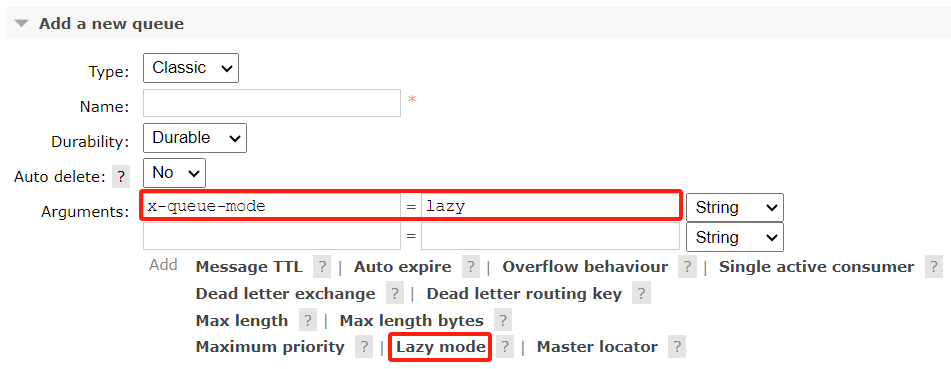 Add a new queue
Type: Classic
Name: *
Durability: Durable
Auto delete: ? No
Arguments: x-queue-mode = lazy String
= String
Add Message TTL ? | Auto expire ? | Overflow behaviour ? | Single active consumer ?
Dead letter exchange ? | Dead letter routing key ?
Max length ? | Max length bytes ?
Maximum priority ? | Lazy mode ? | Master locator ?